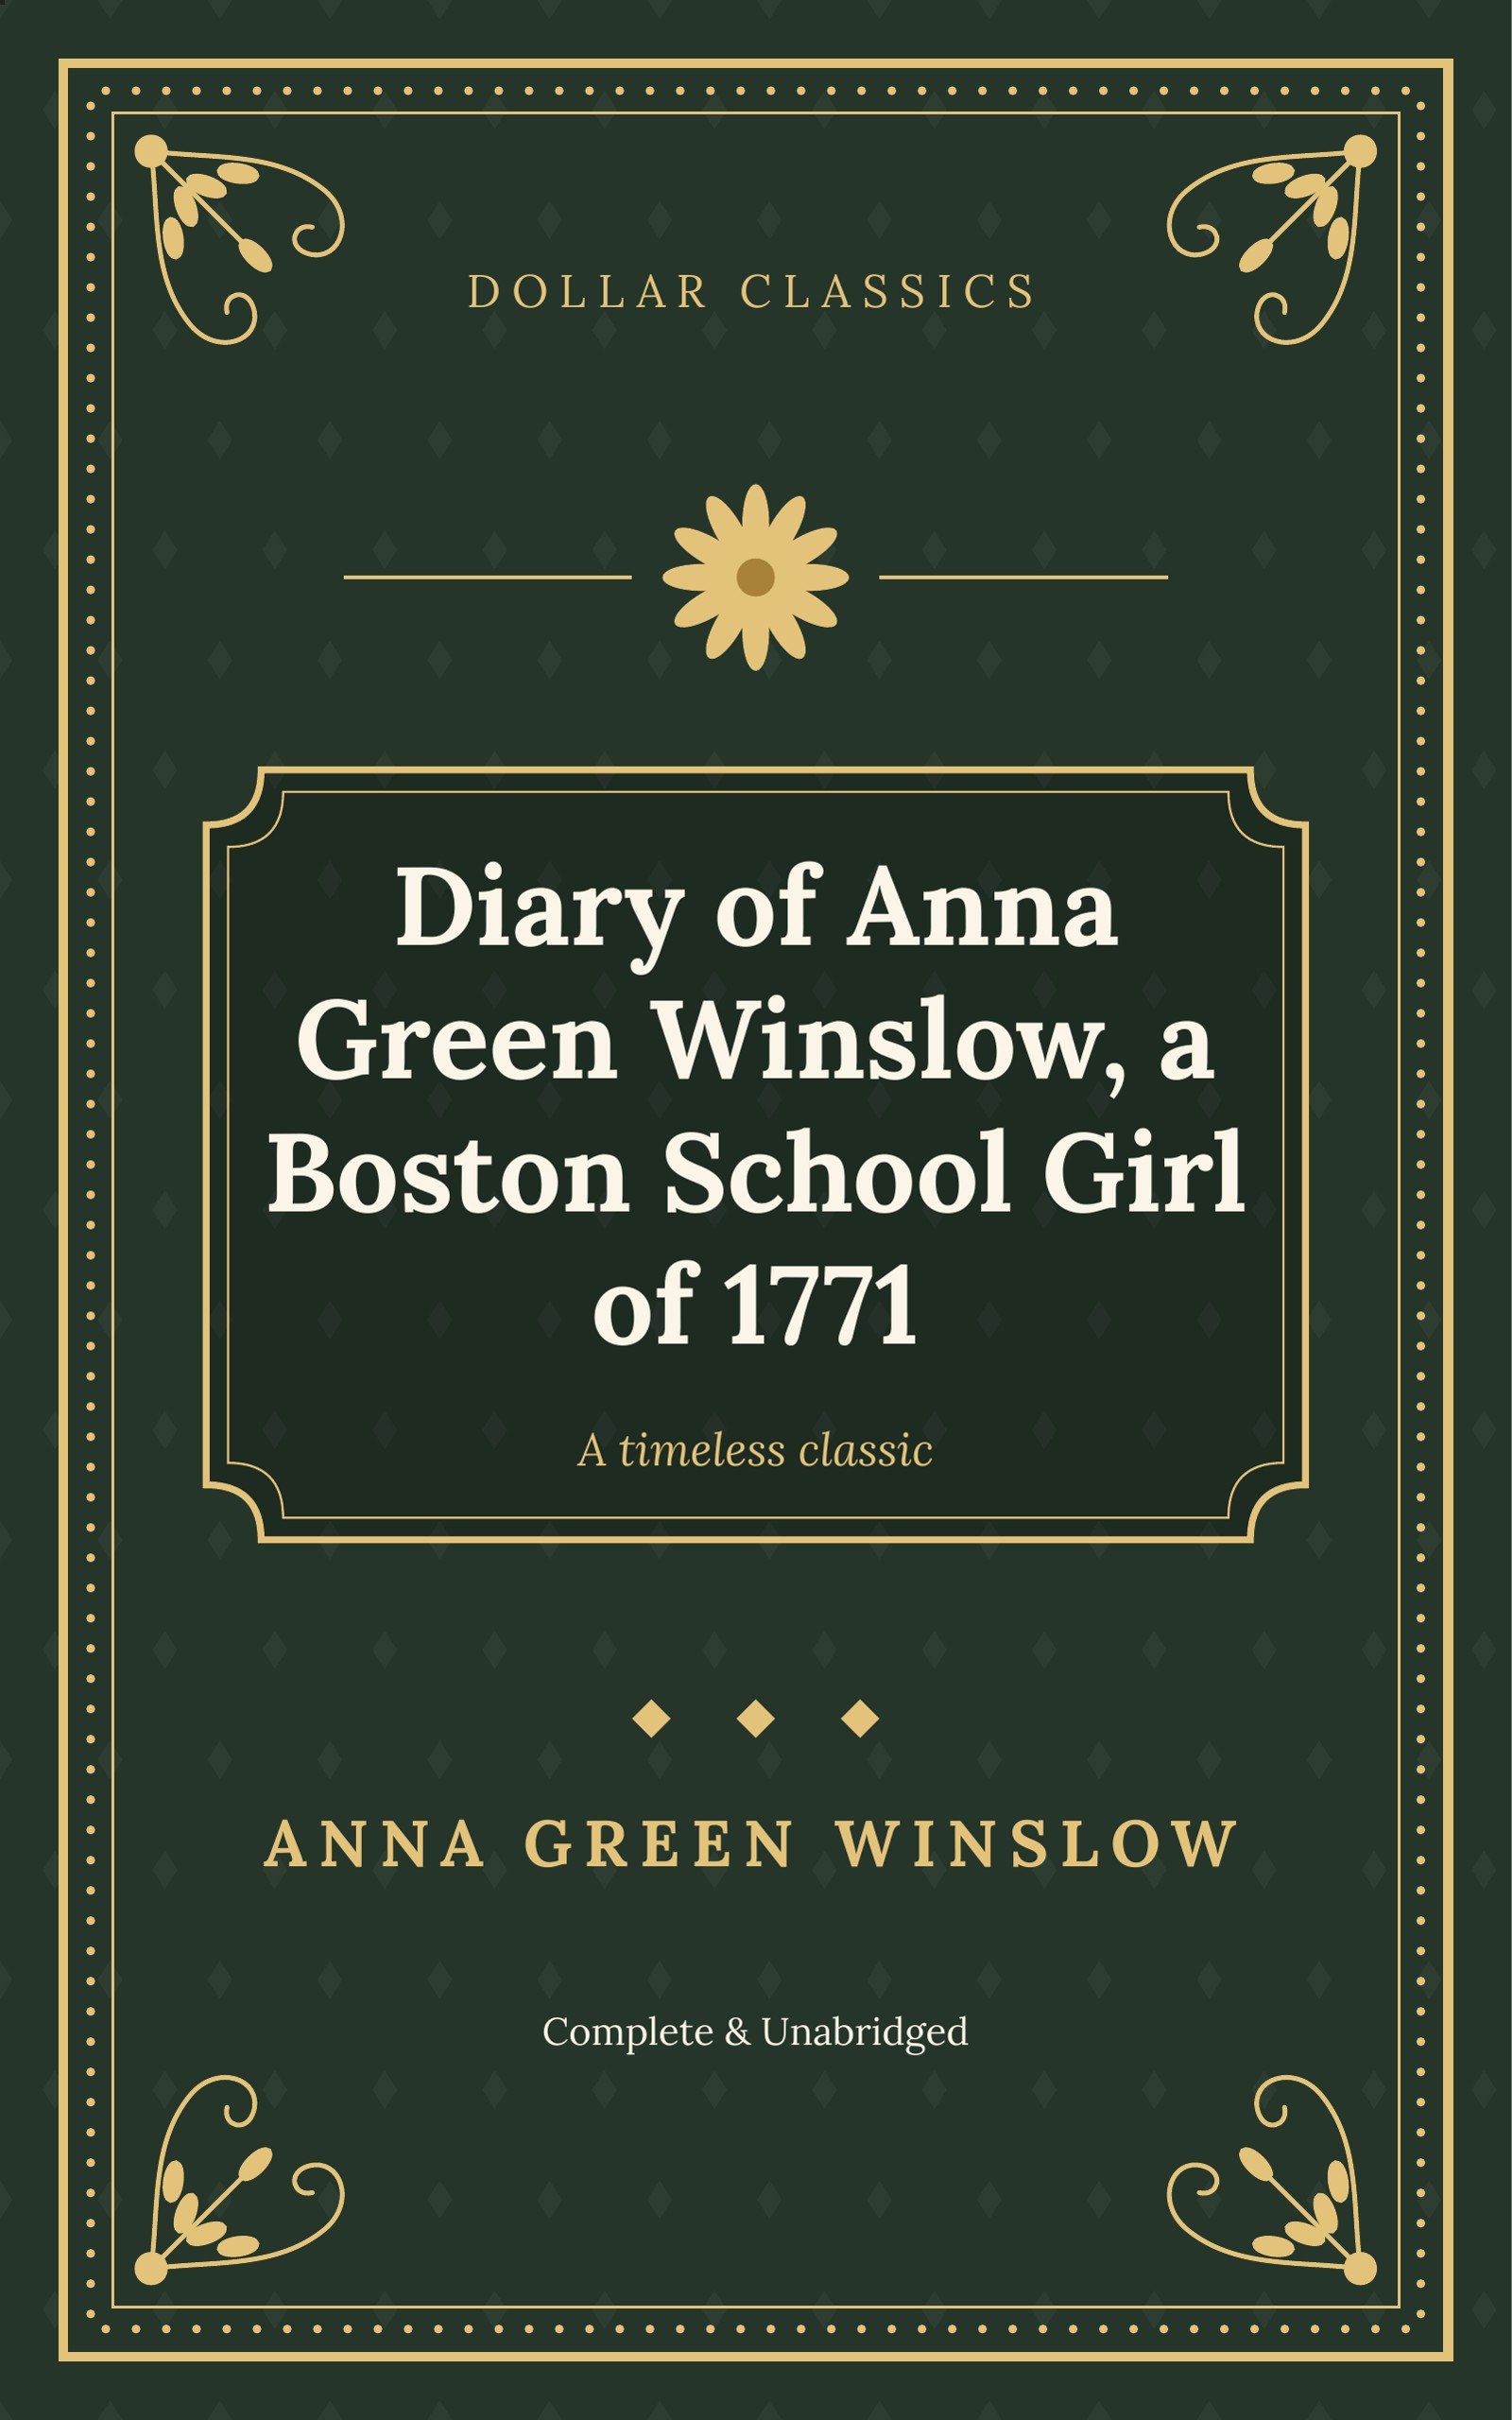 DOLLAR CLASSICS
Diary of Anna
Green Winslow, a
Boston School Girl
of 1771
A timeless classic
ANNA GREEN WINSLOW
Complete & Unabridged